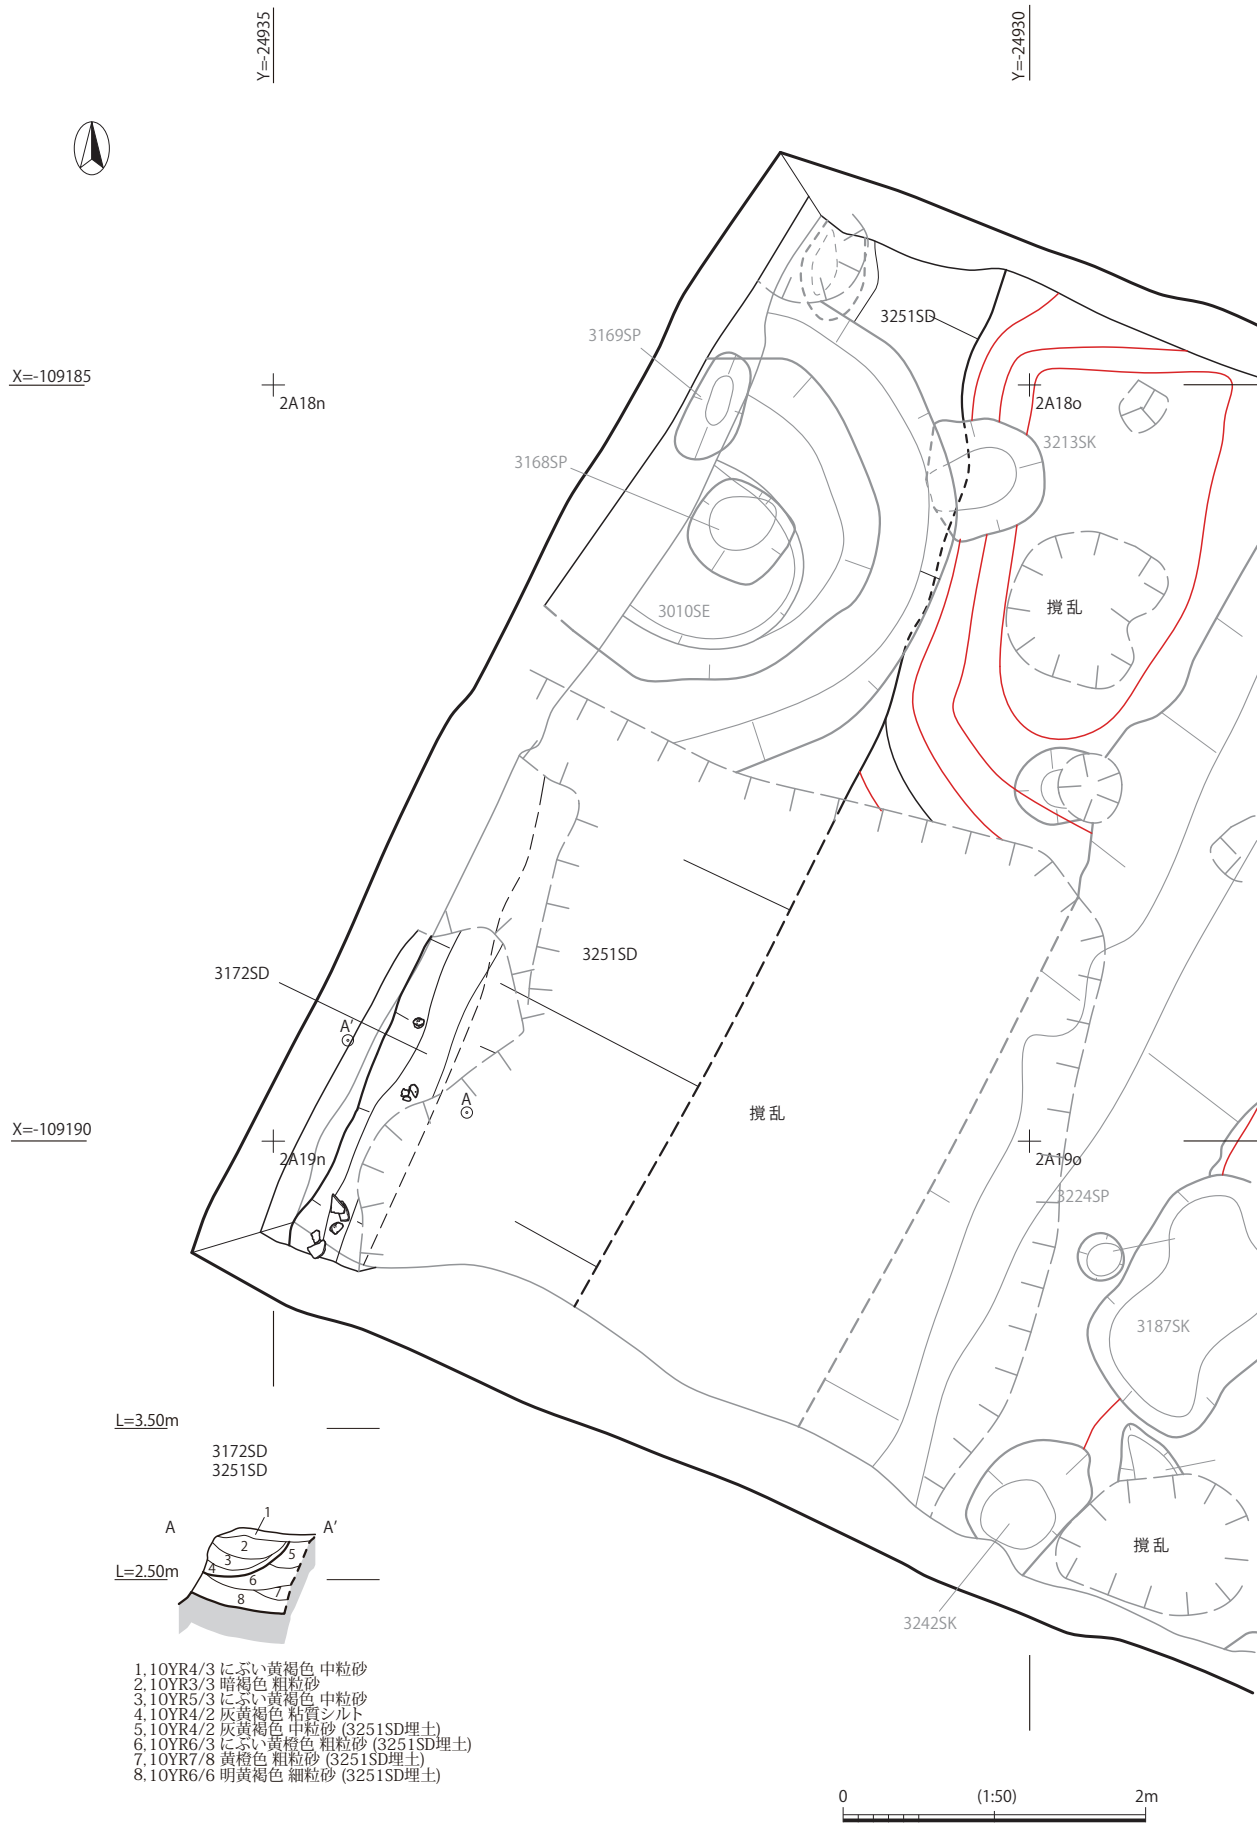 Y=-24935
Y=-24930
3251SD
3169SP
X=-109185
2A18n
2A18o
3213SK
3168SP
撹乱
3010SE
3251SD
3172SD
A'
A
撹乱
X=-109190
2A19n
2A19o
3224SP
3187SK
L=3.50m
3172SD
3251SD
1
A
A'
2
5
3
4
L=2.50m
6
7
8
撹乱
3242SK
1,10YR4/3 にぶい黄褐色 中粒砂
2,10YR3/3 暗褐色 粗粒砂
3,10YR5/3 にぶい黄褐色 中粒砂
4,10YR4/2 灰黄褐色 粘質シルト
5,10YR4/2 灰黄褐色 中粒砂 (3251SD埋土)
6,10YR6/3 にぶい黄橙色 粗粒砂 (3251SD埋土)
7,10YR7/8 黄橙色 粗粒砂 (3251SD埋土)
8,10YR6/6 明黄褐色 細粒砂 (3251SD埋土)
0 (1:50) 2m